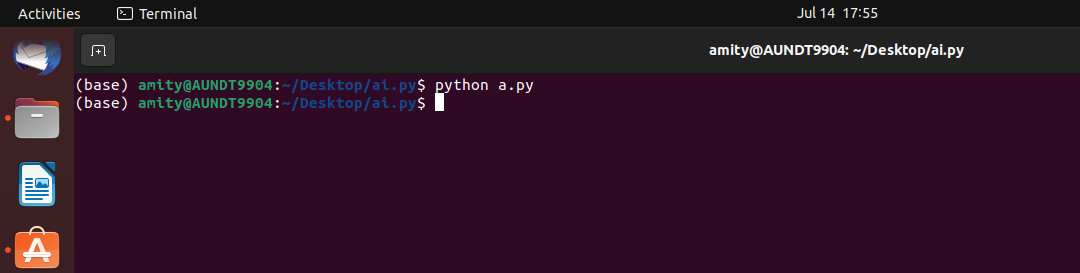 Activities Terminal Jul 14 17:55
amity@AUNDT9904: ~/Desktop/ai.py
(base) amity@AUNDT9904:~/Desktop/ai.py$ python a.py
(base) amity@AUNDT9904:~/Desktop/ai.py$